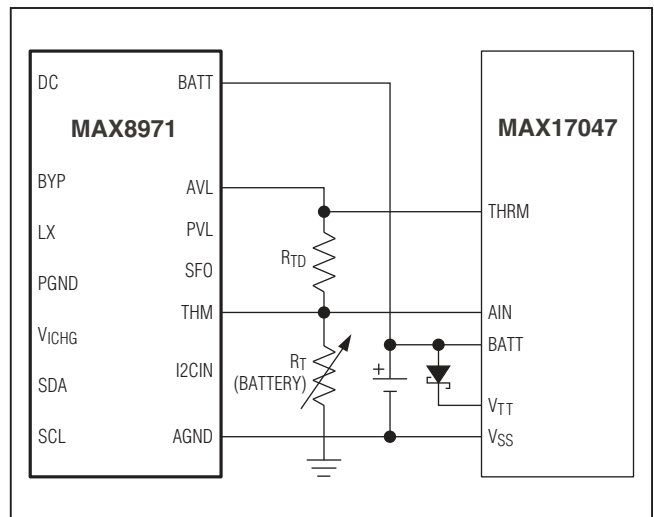 DC
BATT
MAX8971
MAX17047
BYP
AVL
THRM
LX
PVL
RTD
SFO
PGND
THM
AIN
VICHG
BATT
RT
(BATTERY)
I2CIN
+
SDA
VTT
SCL
AGND
VSS